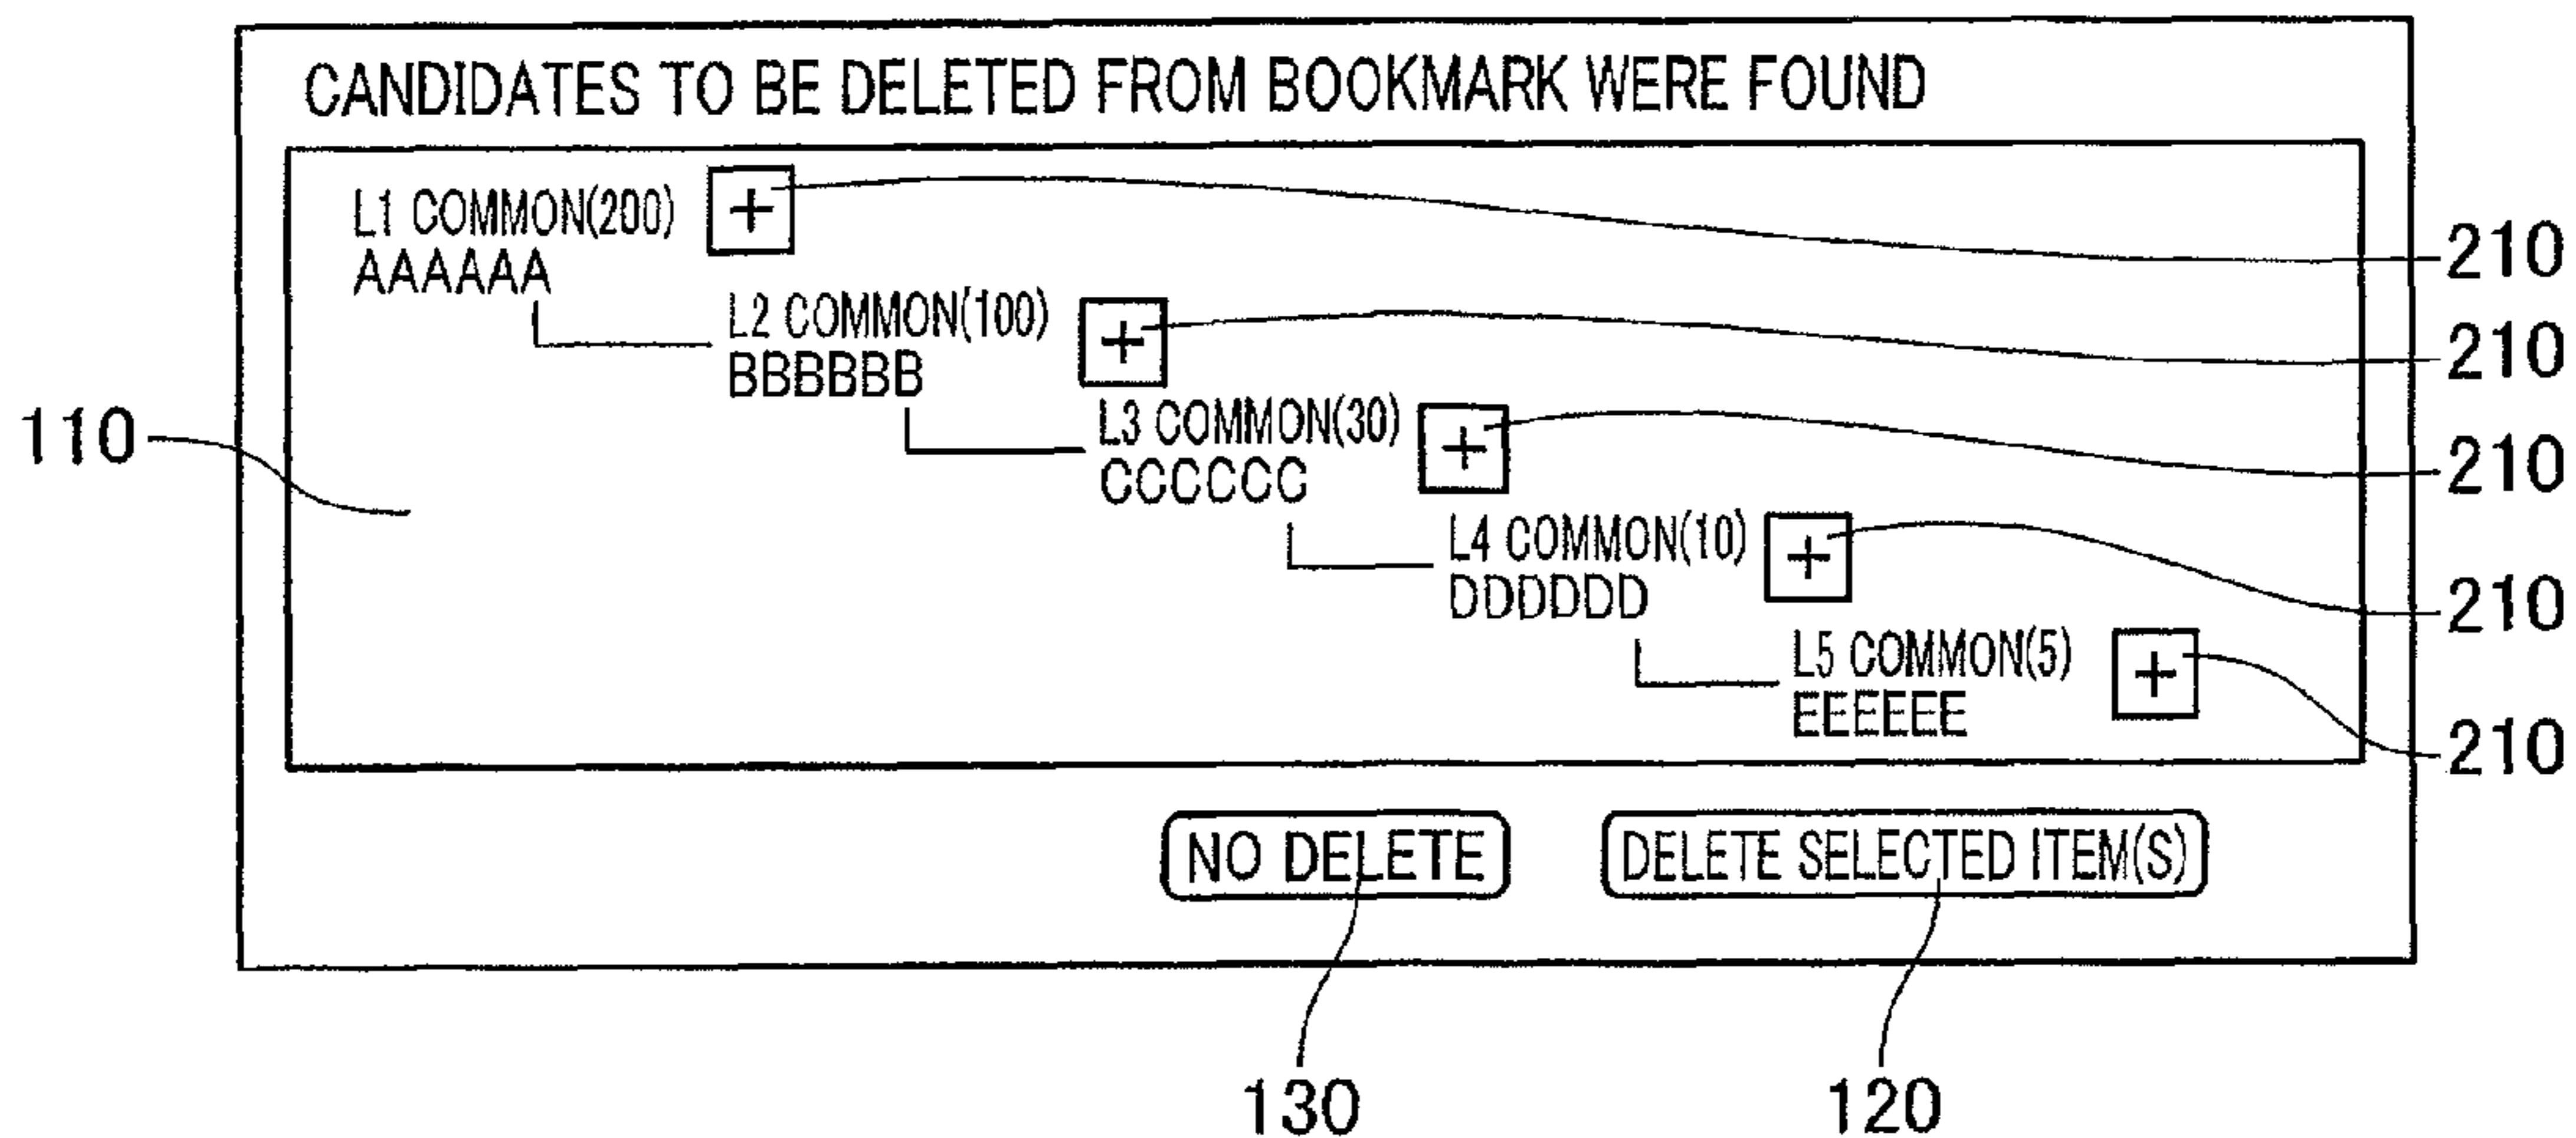 CANDIDATES TO BE DELETED FROM BOOKMARK WERE FOUND
L1 COMMON(200) +
AAAAAA
210
L2 COMMON(100) +
BBBBBB
210
L3 COMMON(30) +
CCCCCC
210
110
L4 COMMON(10) +
DDDDDD
210
L5 COMMON(5) +
EEEEEE
210
NO DELETE DELETE SELECTED ITEM(S)
130 120